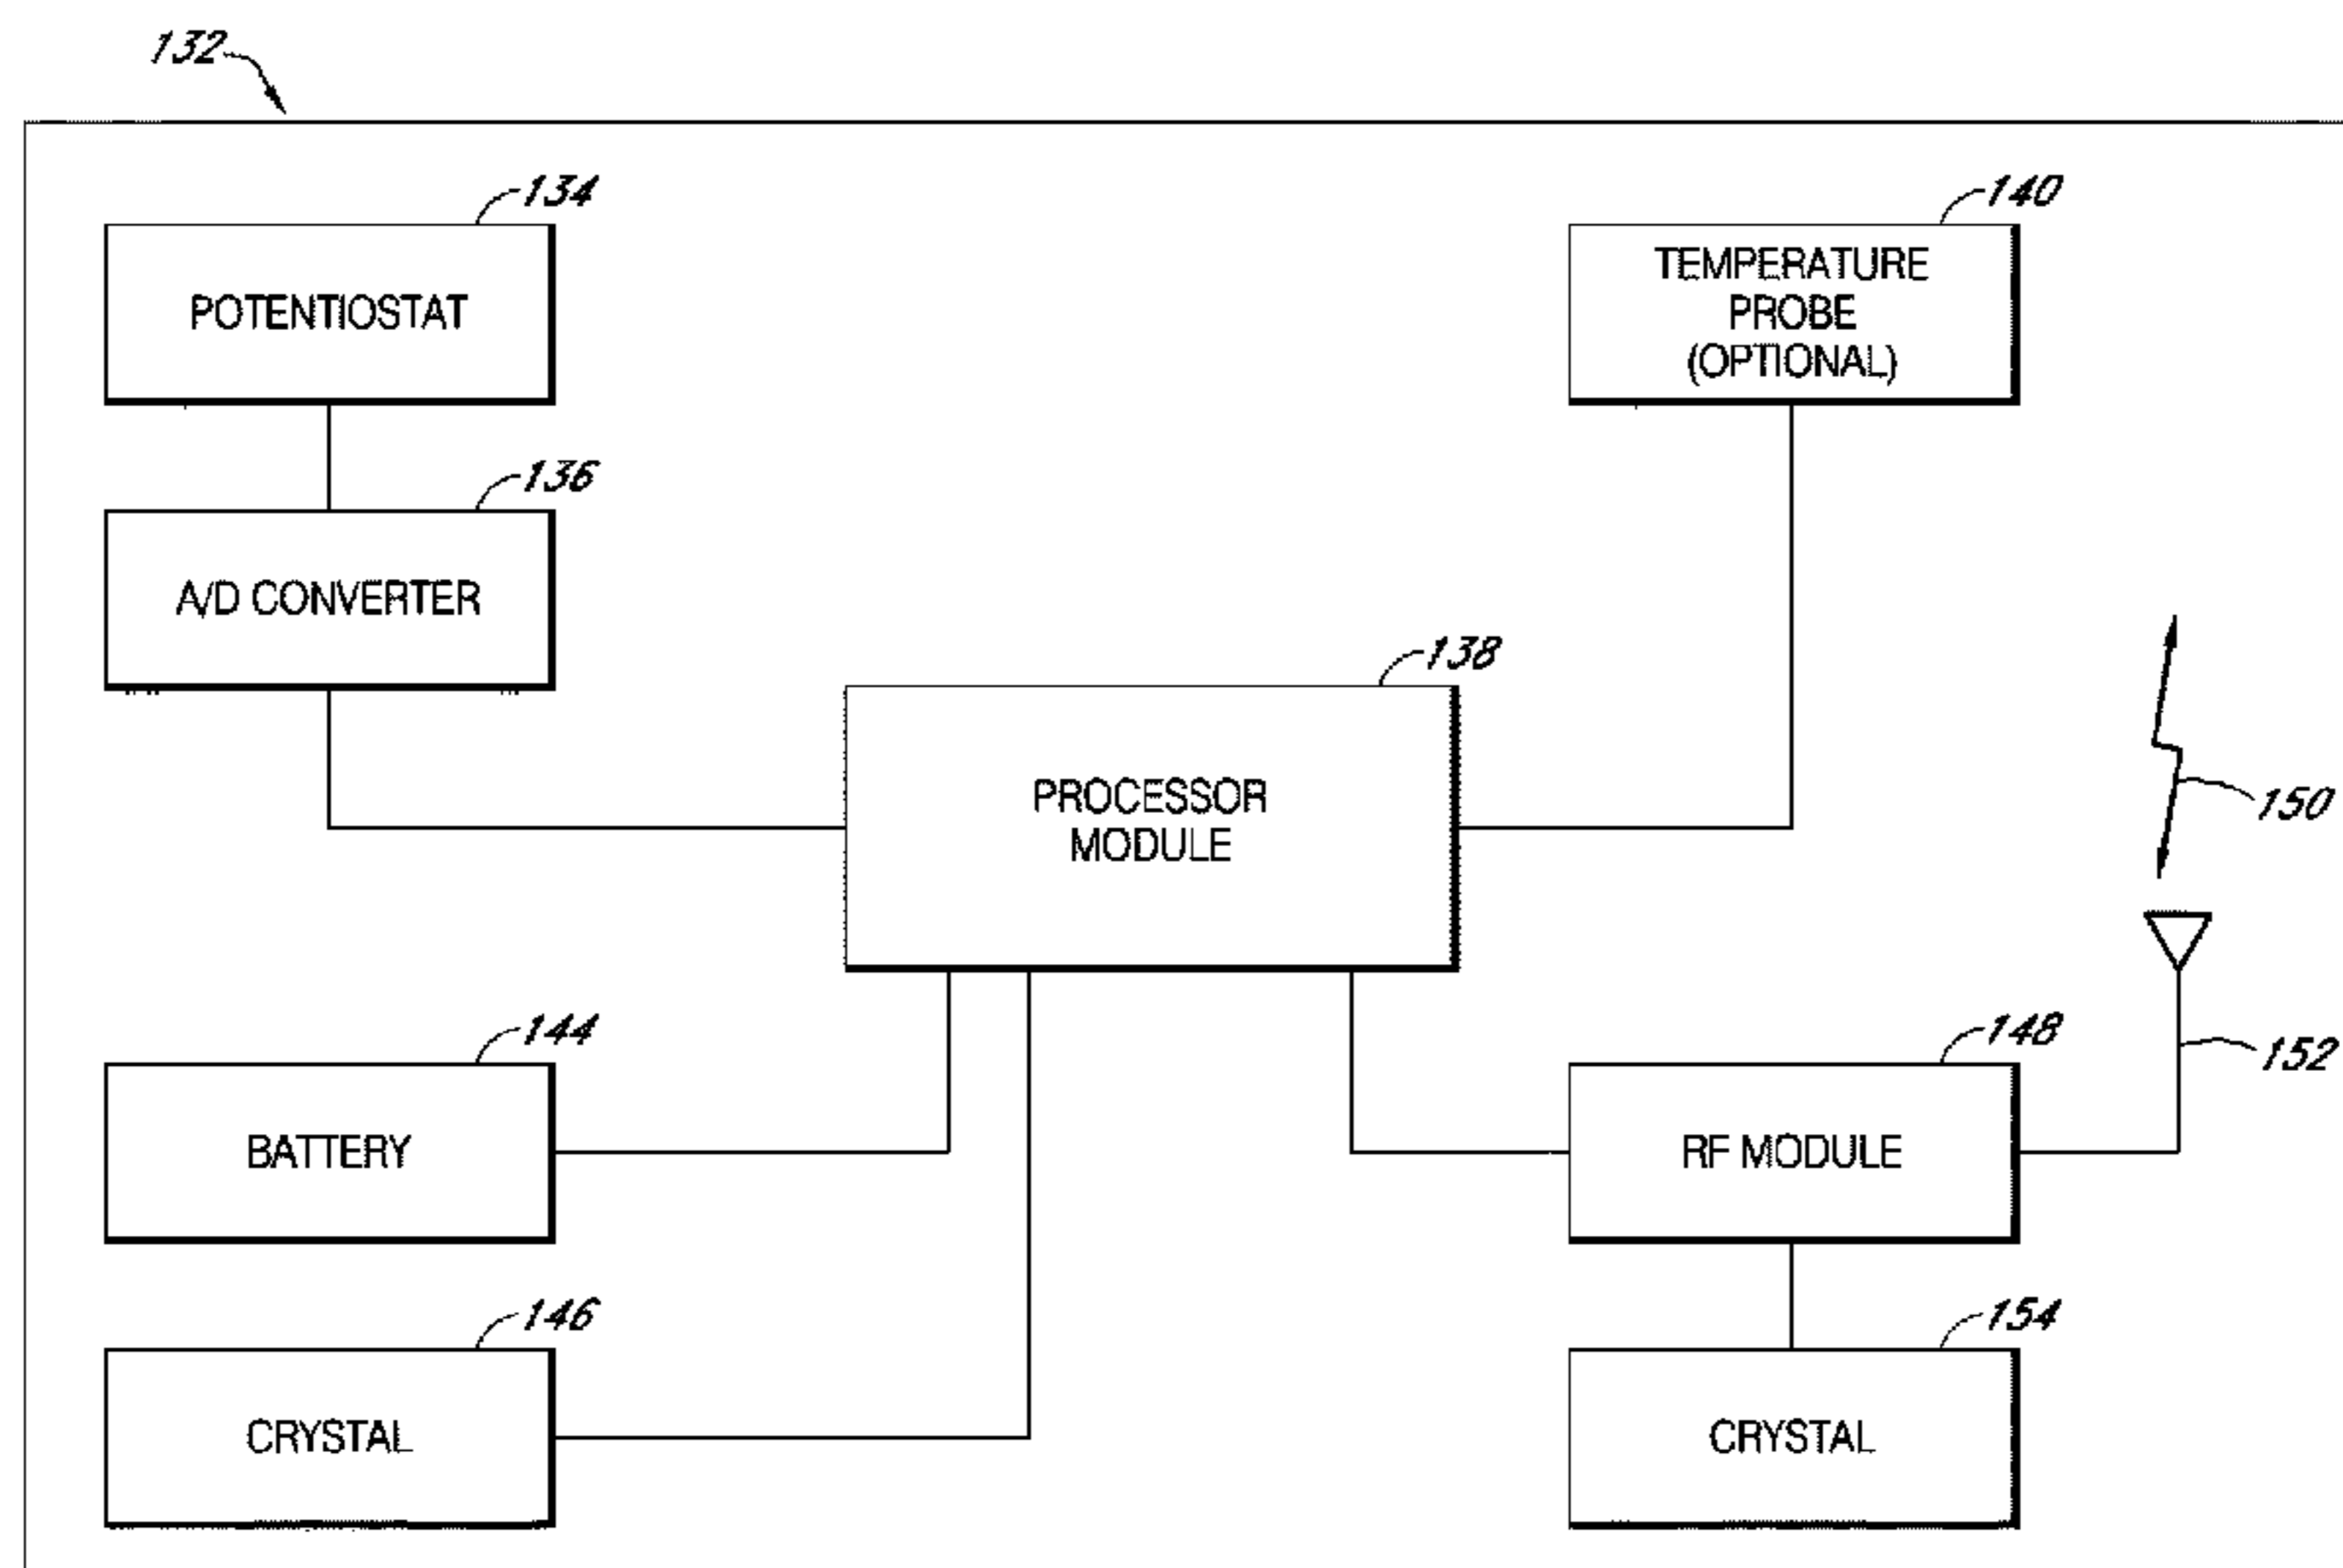 132
134
140
POTENTIOSTAT
TEMPERATURE
PROBE
(OPTIONAL)
136
A/D CONVERTER
138
PROCESSOR
MODULE
150
144
148
152
BATTERY
RF MODULE
146
154
CRYSTAL
CRYSTAL